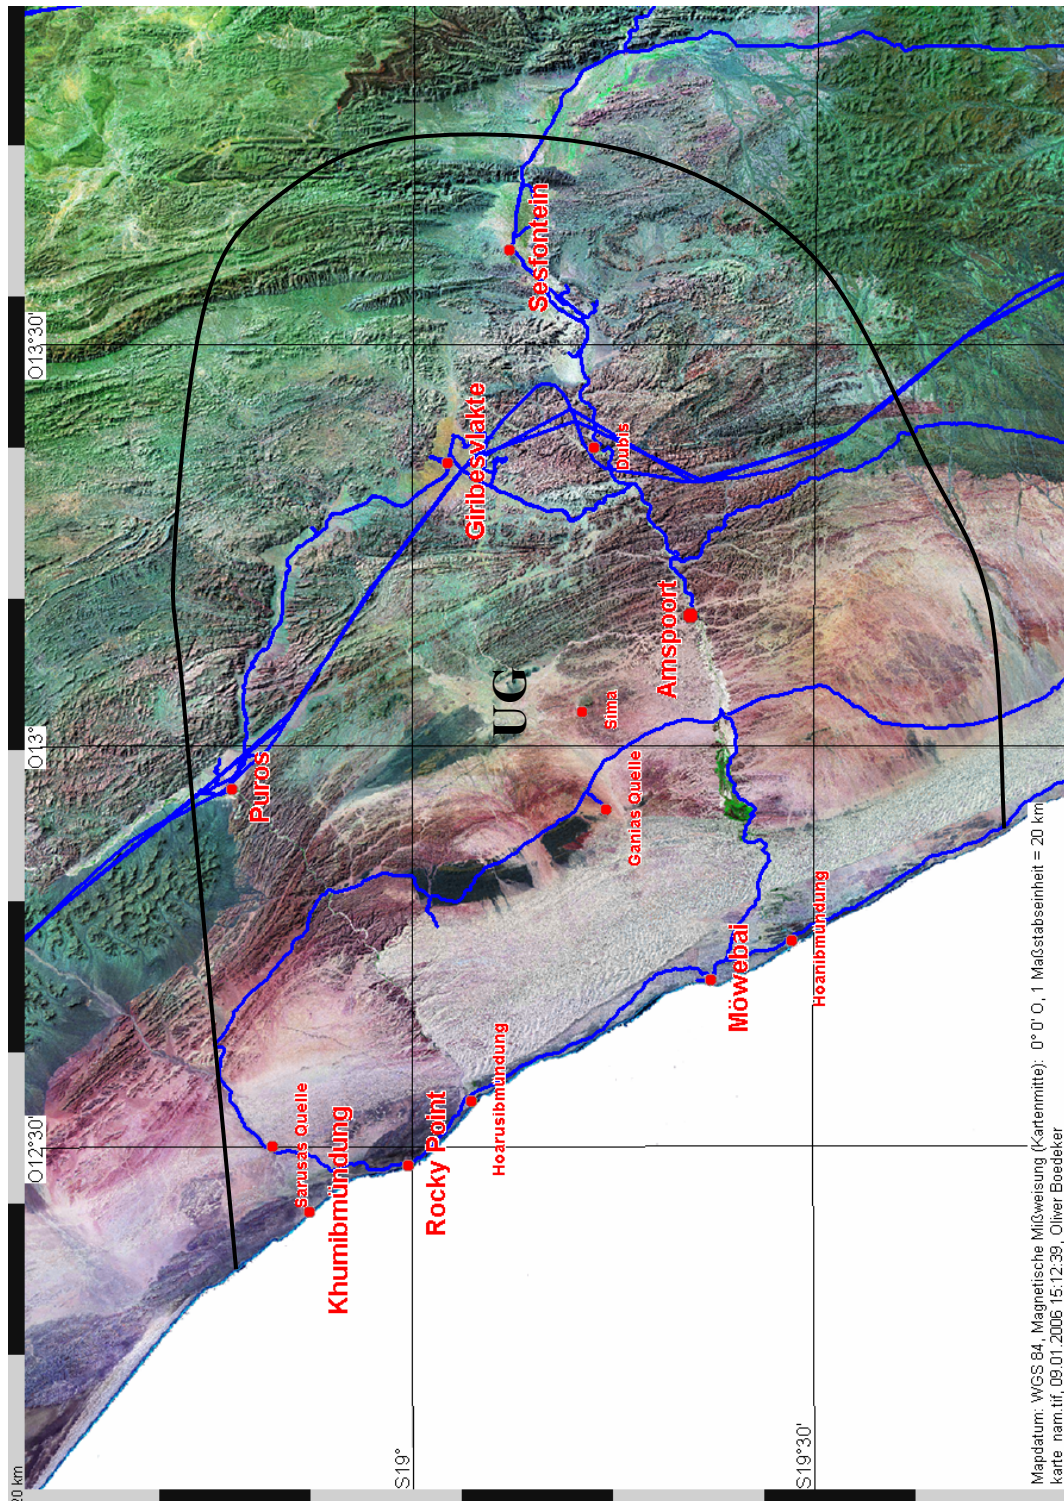 20 km
S19°
S19°30'
O12°30'
O13°
O13°30'
Khumibmündung
Sarusas Quelle
Rocky Point
Hoarusibmündung
Möwebai
Hoanibmündung
Puros
Ganias Quelle
Sima
UG
Amspoort
Giribesvlakte
Dubis
Sesfontein
Mapdatum: WGS 84, Magnetische Mißweisung (Kartenmitte): 0°0' O, 1 Maßstabseinheit = 20 km
karte_nam.tif, 09.01.2006 15:12:39, Oliver Boedeker